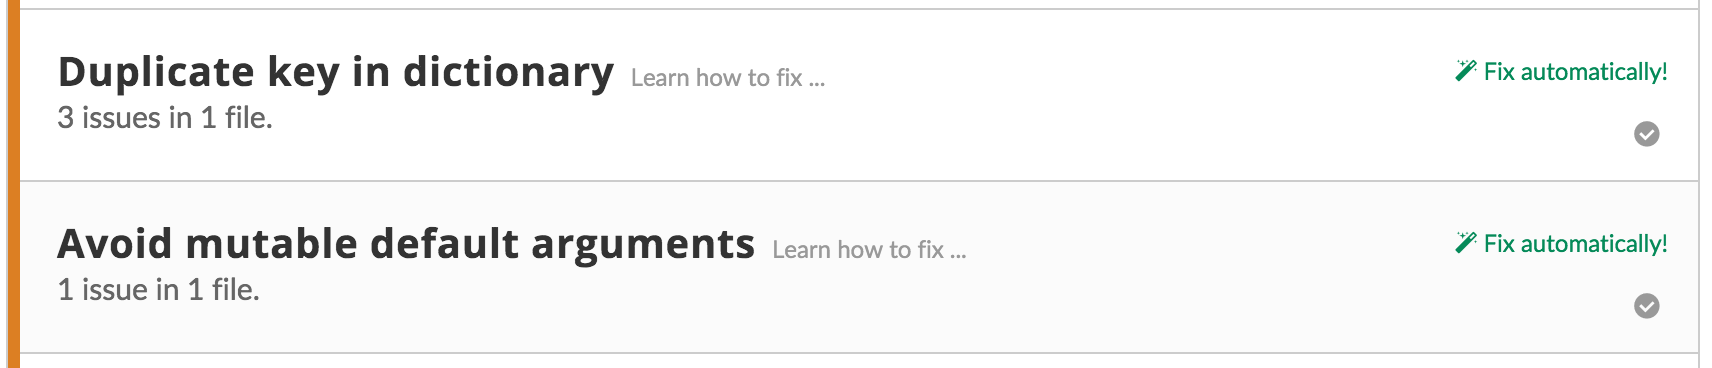 Duplicate key in dictionary Learn how to fix ...
Fix automatically!
3 issues in 1 file.
Avoid mutable default arguments Learn how to fix ...
Fix automatically!
1 issue in 1 file.